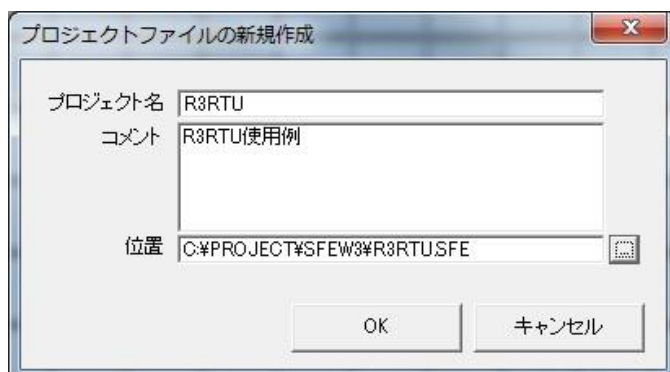 プロジェクトファイルの新規作成
プロジェクト名 R3RTU
コメント R3RTU使用例
位置 C:¥PROJECT¥SFEW3¥R3RTU.SFE ...
OK キャンセル